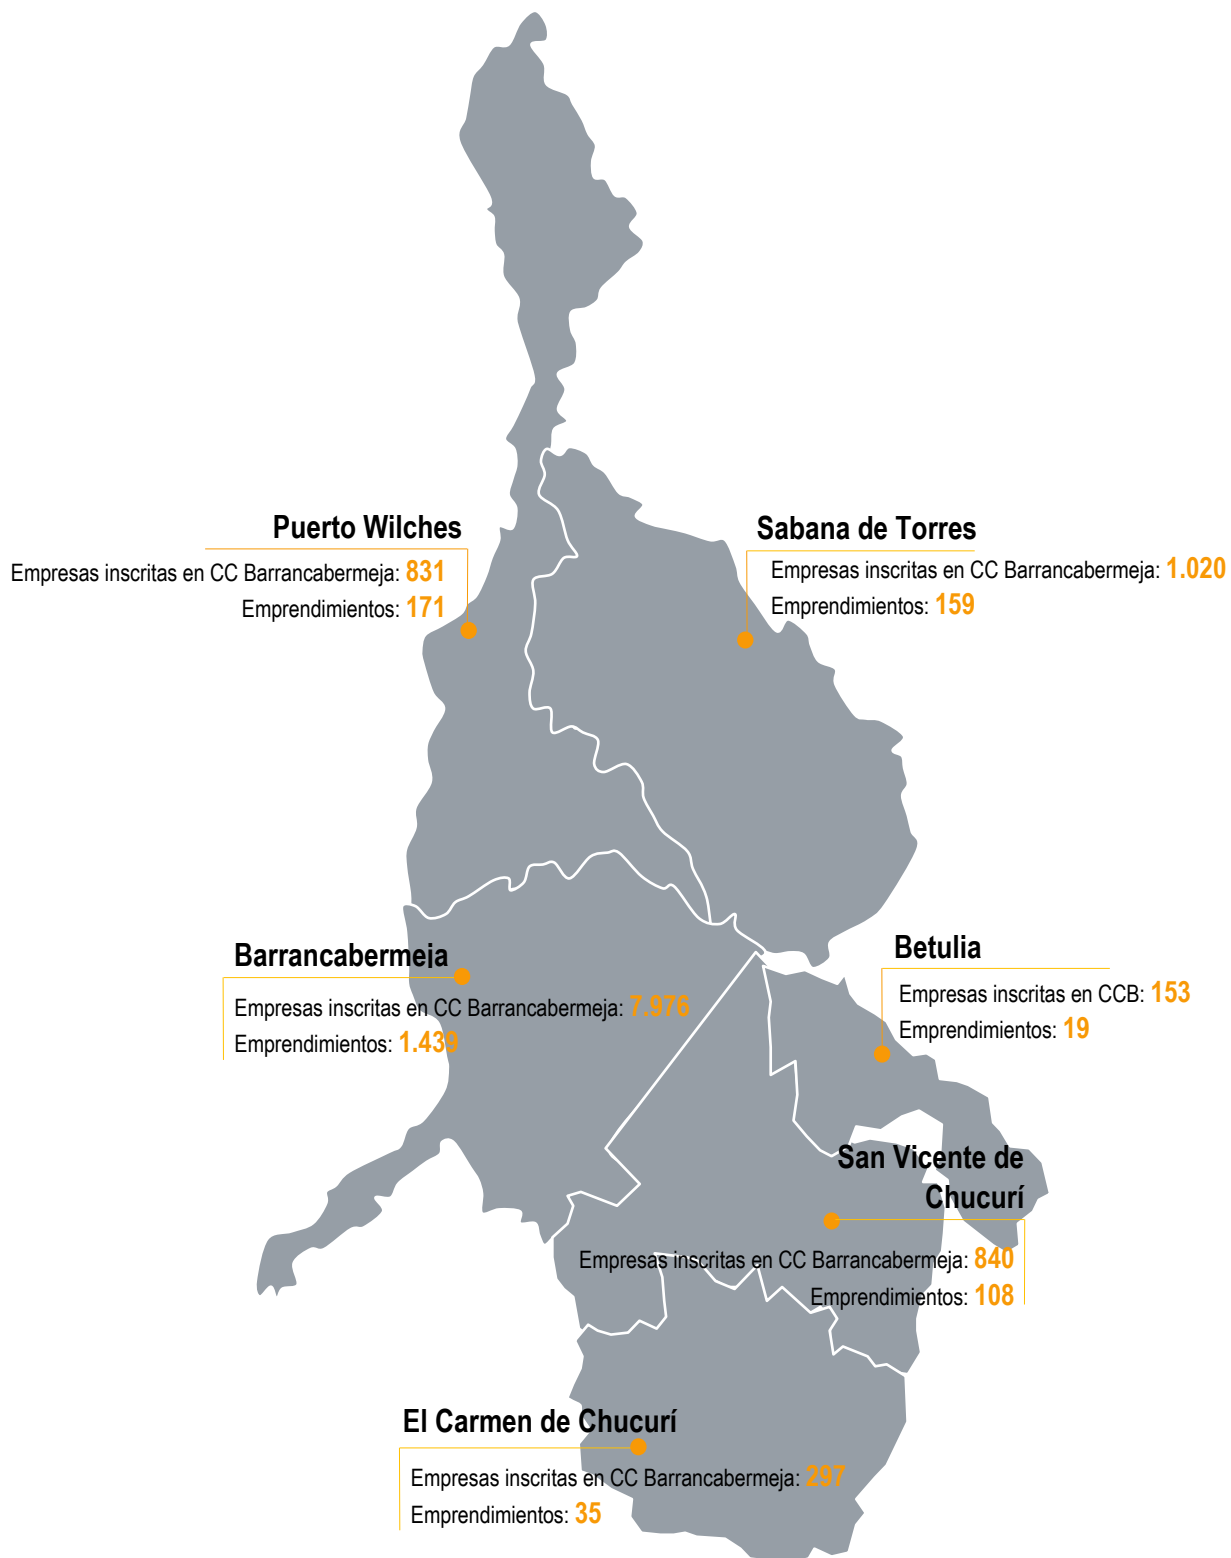 Puerto Wilches
Empresas inscritas en CC Barrancabermeja: 831
Emprendimientos: 171
Sabana de Torres
Empresas inscritas en CC Barrancabermeja: 1.020
Emprendimientos: 159
Barrancabermeja
Empresas inscritas en CC Barrancabermeja: 7.976
Emprendimientos: 1.439
Betulia
Empresas inscritas en CCB: 153
Emprendimientos: 19
San Vicente de
Chucurí
Empresas inscritas en CC Barrancabermeja: 840
Emprendimientos: 108
El Carmen de Chucurí
Empresas inscritas en CC Barrancabermeja: 297
Emprendimientos: 35